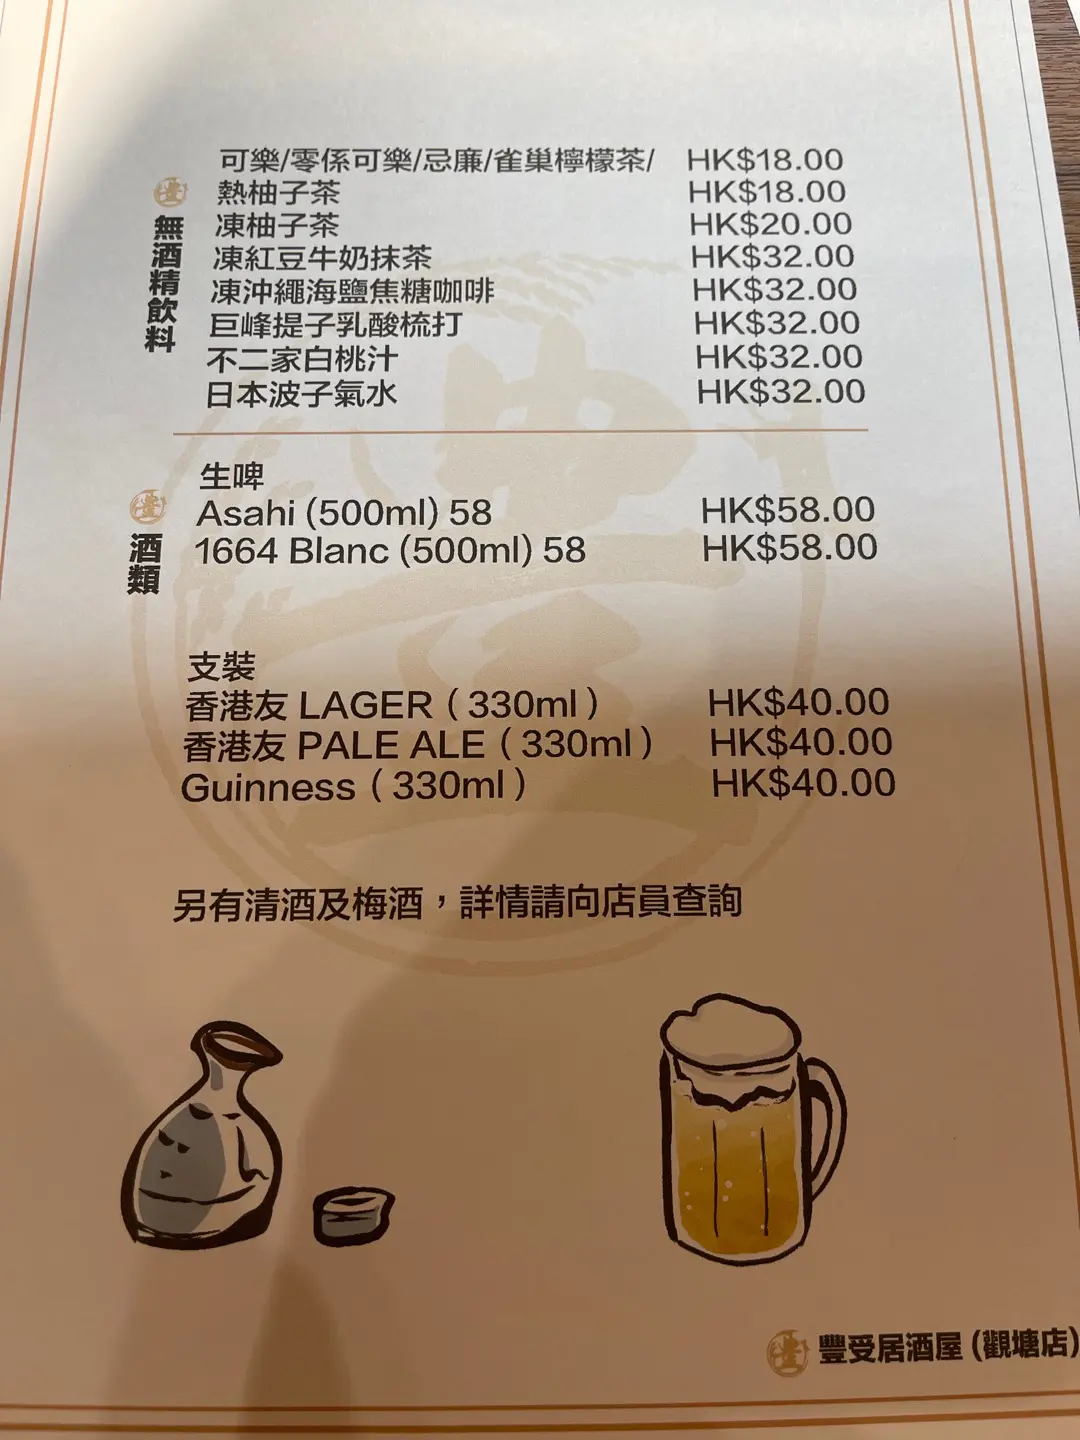 無酒精飲料
可樂/零係可樂/忌廉/雀巢檸檬茶/ HK$18.00
熱柚子茶 HK$18.00
凍柚子茶 HK$20.00
凍紅豆牛奶抹茶 HK$32.00
凍沖繩海鹽焦糖咖啡 HK$32.00
巨峰提子乳酸梳打 HK$32.00
不二家白桃汁 HK$32.00
日本波子氣水 HK$32.00
酒類
生啤
Asahi (500ml) 58 HK$58.00
1664 Blanc (500ml) 58 HK$58.00
支裝
香港友 LAGER ( 330ml ) HK$40.00
香港友 PALE ALE ( 330ml ) HK$40.00
Guinness ( 330ml ) HK$40.00
另有清酒及梅酒，詳情請向店員查詢
豐受居酒屋 (觀塘店)